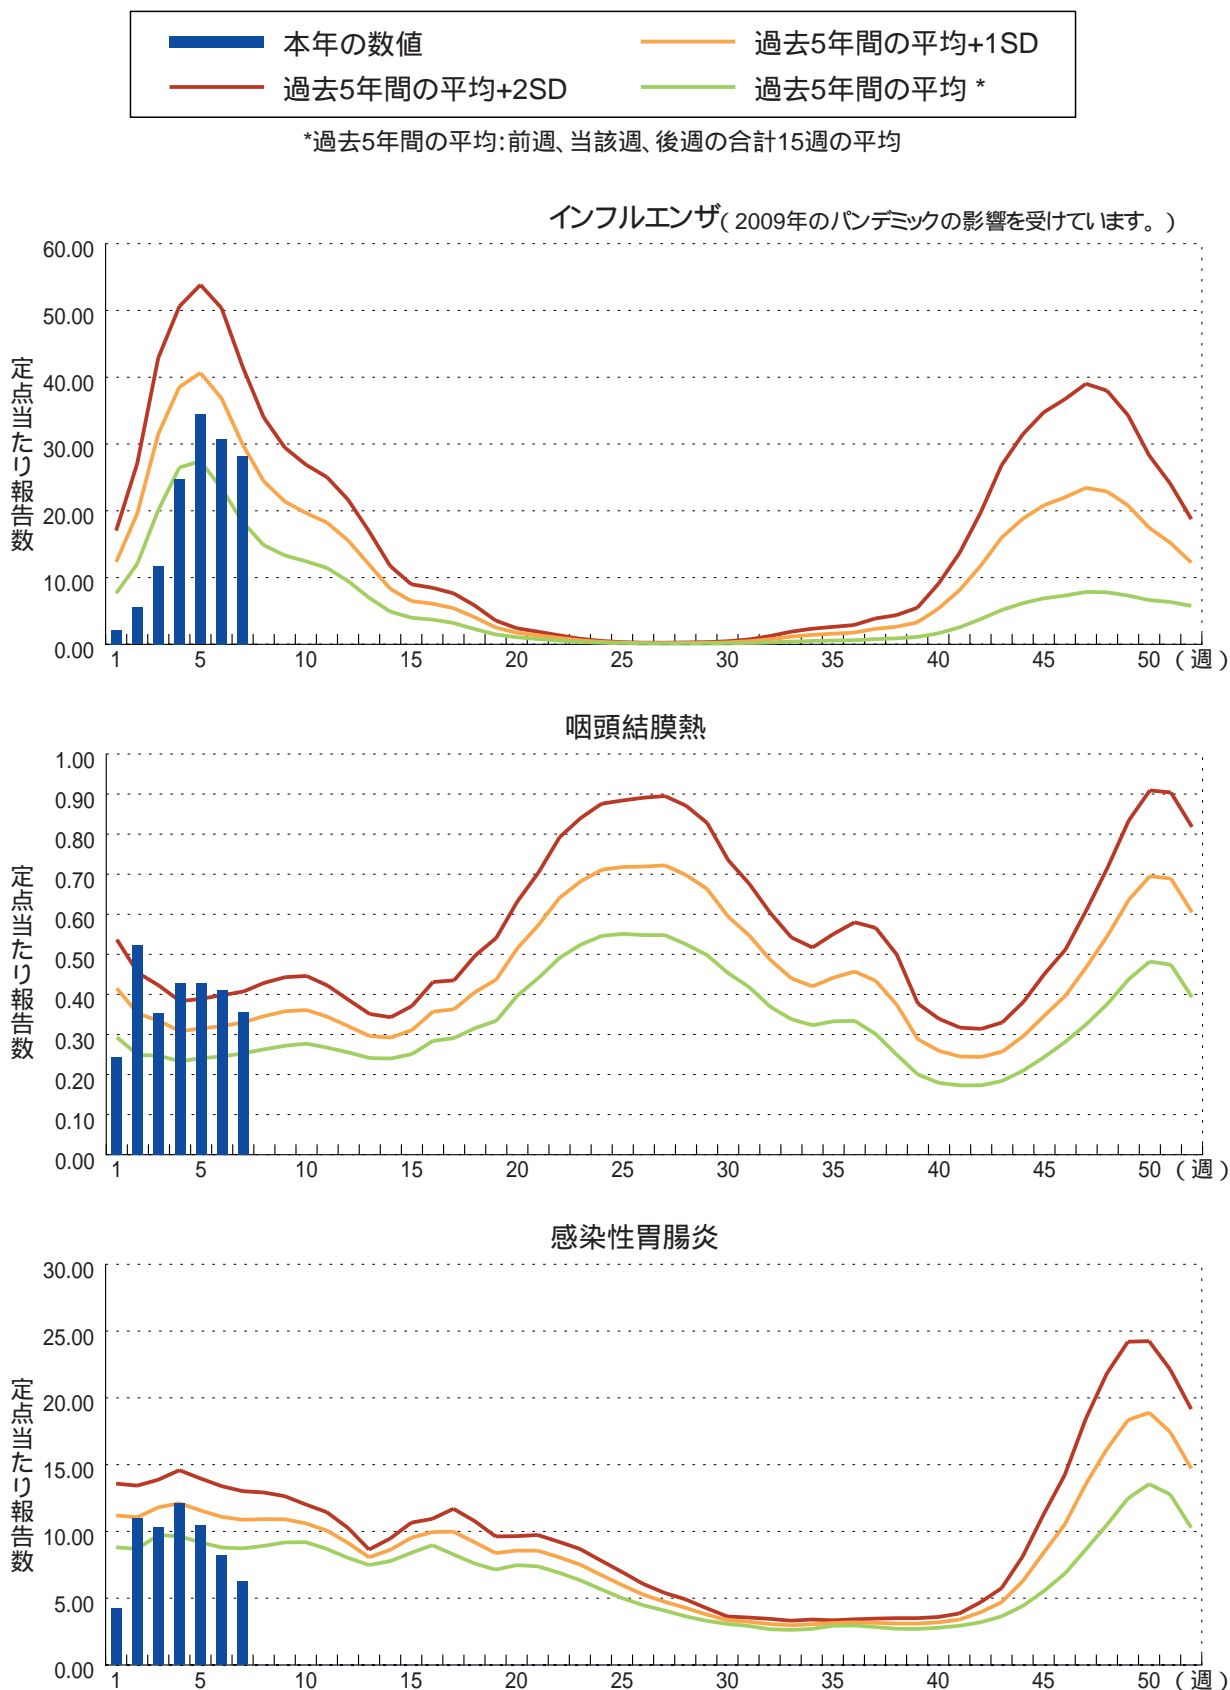 本年の数値 過去5年間の平均+1SD
過去5年間の平均+2SD 過去5年間の平均 *
*過去5年間の平均:前週、当該週、後週の合計15週の平均
インフルエンザ( 2009年のパンデミックの影響を受けています。 )
定点当たり報告数
60.00
50.00
40.00
30.00
20.00
10.00
0.00
1 5 10 15 20 25 30 35 40 45 50 (週)
咽頭結膜熱
定点当たり報告数
1.00
0.90
0.80
0.70
0.60
0.50
0.40
0.30
0.20
0.10
0.00
1 5 10 15 20 25 30 35 40 45 50 (週)
感染性胃腸炎
定点当たり報告数
30.00
25.00
20.00
15.00
10.00
5.00
0.00
1 5 10 15 20 25 30 35 40 45 50 (週)